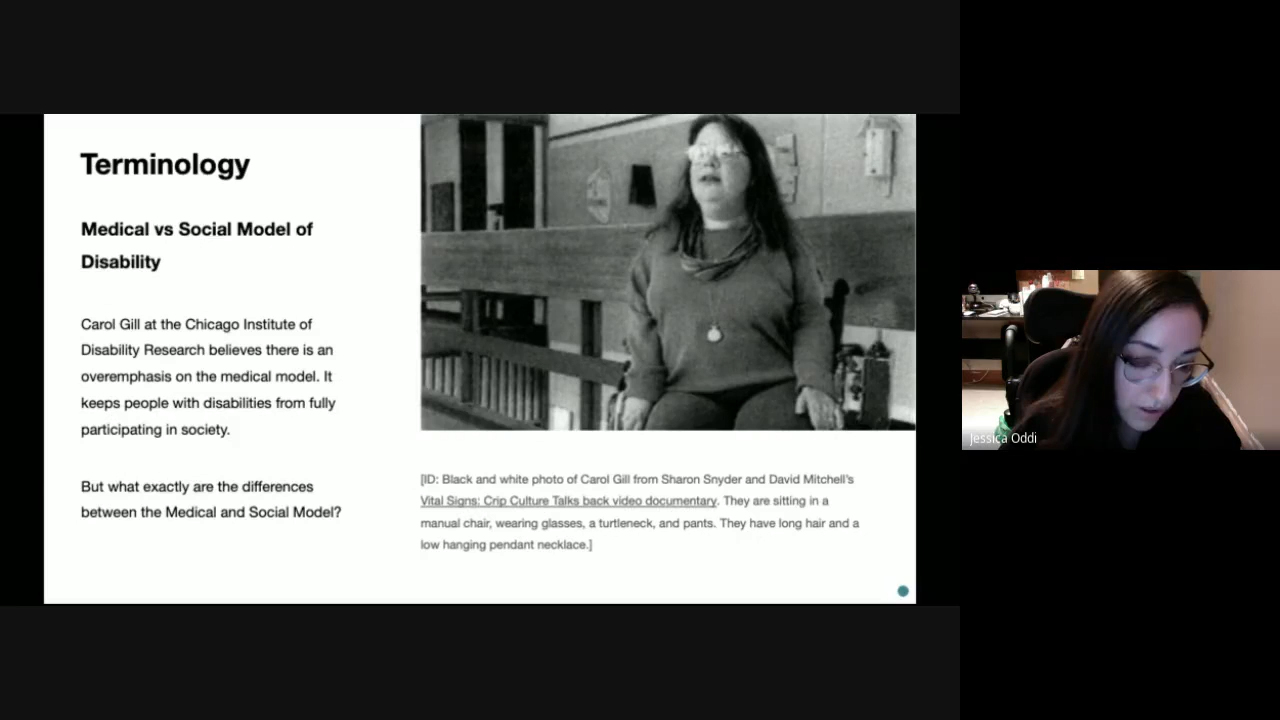 Terminology
Medical vs Social Model of
Disability
Carol Gill at the Chicago Institute of
Disability Research believes there is an
overemphasis on the medical model. It
keeps people with disabilities from fully
participating in society.
But what exactly are the differences
between the Medical and Social Model?
[ID: Black and white photo of Carol Gill from Sharon Snyder and David Mitchell's
Vital Signs: Crip Culture Talks back video documentary. They are sitting in a
manual chair, wearing glasses, a turtleneck, and pants. They have long hair and a
low hanging pendant necklace.]
Jessica Oddi